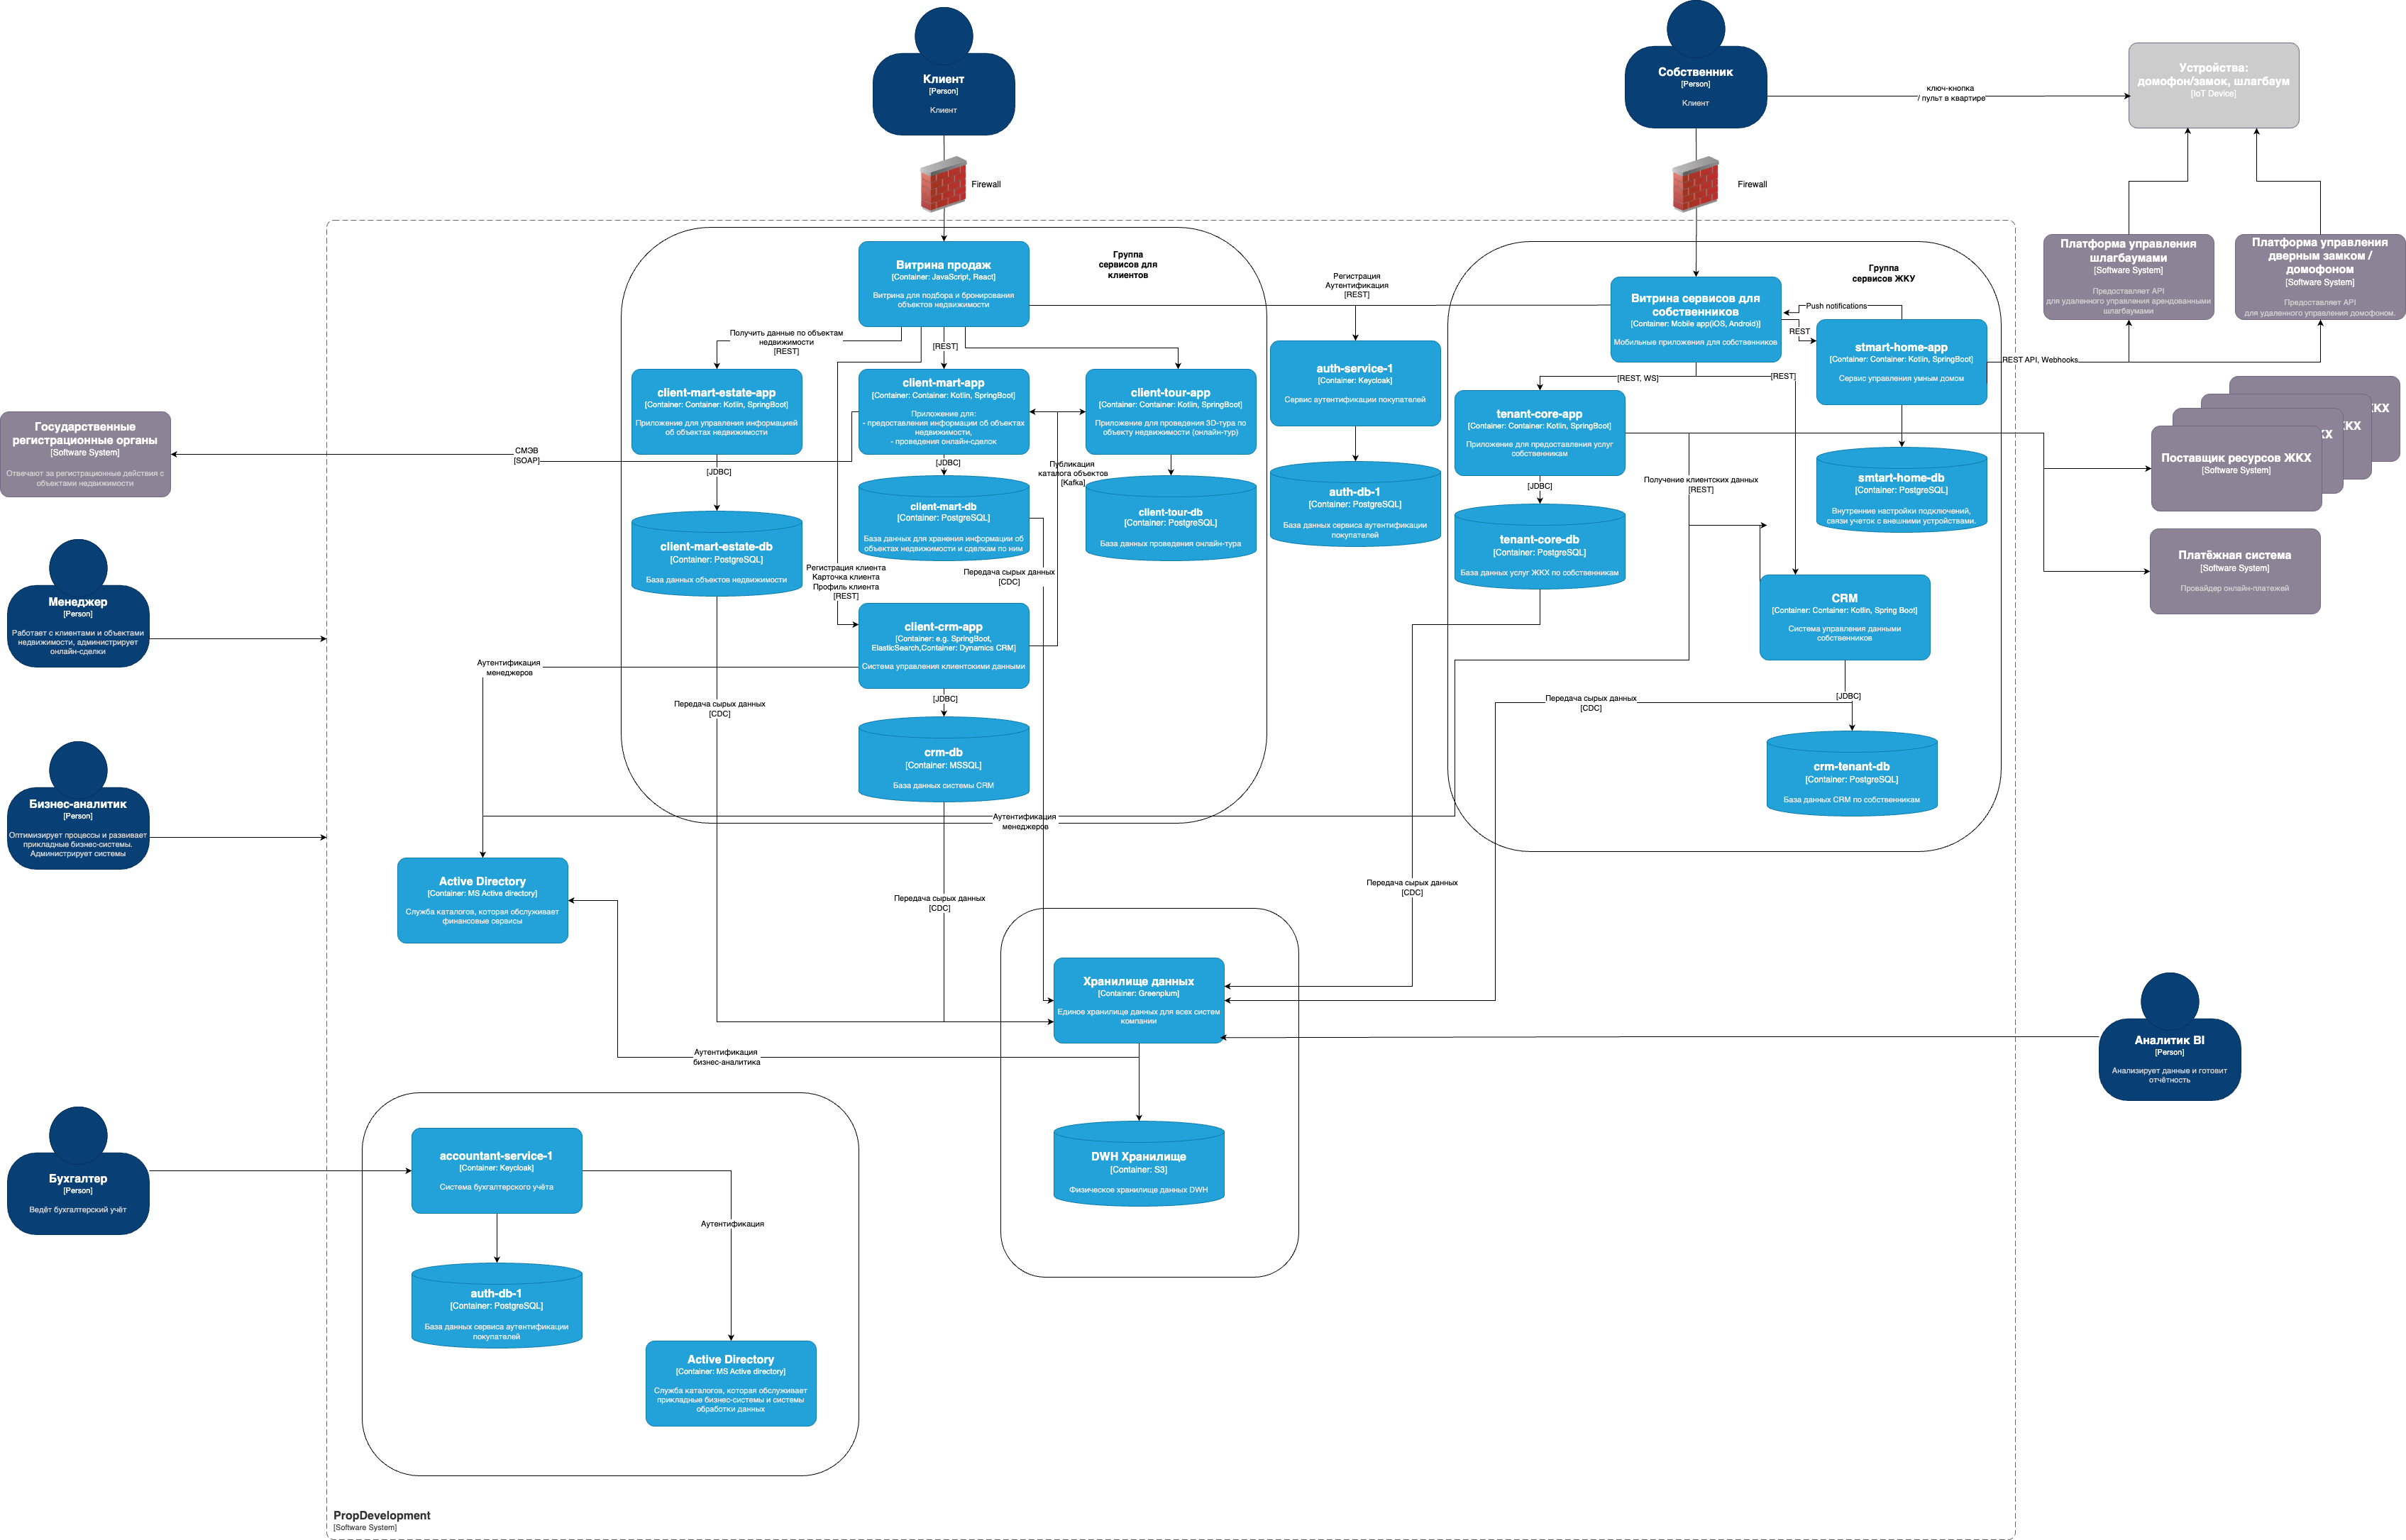 Клиент
[Person]
Клиент
Firewall
Собственник
[Person]
Клиент
Firewall
ключ-кнопка
/ пульт в квартире
Устройства:
домофон/замок, шлагбаум
[IoT Device]
Платформа управления
шлагбаумами
[Software System]
Предоставляет API
для удаленного управления арендованными
шлагбаумами
Платформа управления
дверным замком /
домофоном
[Software System]
Предоставляет API
для удаленного управления домофоном.
Витрина продаж
[Container: JavaScript, React]
Витрина для подбора и бронирования
объектов недвижимости
Группа
сервисов для
клиентов
Регистрация
Аутентификация
[REST]
Группа
сервисов ЖКУ
Витрина сервисов для
собственников
[Container: Mobile app(iOS, Android)]
Мобильные приложения для собственников
Push notifications
REST
stmart-home-app
[Container: Container: Kotlin, SpringBoot]
Сервис управления умным домом
REST API, Webhooks
Получить данные по объектам
недвижимости
[REST]
[REST]
client-mart-estate-app
[Container: Container: Kotlin, SpringBoot]
Приложение для управления информацией
об объектах недвижимости
client-mart-app
[Container: Container: Kotlin, SpringBoot]
Приложение для:
- предоставления информации об объектах
недвижимости,
- проведения онлайн-сделок
client-tour-app
[Container: Container: Kotlin, SpringBoot]
Приложение для проведения 3D-тура по
объекту недвижимости (онлайн-тур)
auth-service-1
[Container: Keycloak]
Сервис аутентификации покупателей
[REST, WS]
[REST]
tenant-core-app
[Container: Container: Kotlin, SpringBoot]
Приложение для предоставления услуг
собственникам
Государственные
регистрационные органы
[Software System]
Отвечают за регистрационные действия с
объектами недвижимости
СМЭВ
[SOAP]
[JDBC]
[JDBC]
Публикация
каталога объектов
[Kafka]
[JDBC]
Получение клиентских данных
[REST]
ЖКХ
ЖКХ
ЖКХ
Поставщик ресурсов ЖКХ
[Software System]
smtart-home-db
[Container: PostgreSQL]
Внутренние настройки подключений,
связи учеток с внешними устройствами.
client-mart-estate-db
[Container: PostgreSQL]
База данных объектов недвижимости
client-mart-db
[Container: PostgreSQL]
База данных для хранения информации об
объектах недвижимости и сделкам по ним
client-tour-db
[Container: PostgreSQL]
База данных проведения онлайн-тура
auth-db-1
[Container: PostgreSQL]
База данных сервиса аутентификации
покупателей
tenant-core-db
[Container: PostgreSQL]
База данных услуг ЖКХ по собственникам
Платёжная система
[Software System]
Провайдер онлайн-платежей
Менеджер
[Person]
Работает с клиентами и объектами
недвижимости, администрирует
онлайн-сделки
Регистрация клиента
Карточка клиента
Профиль клиента
[REST]
Передача сырых данных
[CDC]
client-crm-app
[Container: e.g. SpringBoot,
ElasticSearch,Container: Dynamics CRM]
Система управления клиентскими данными
CRM
[Container: Container: Kotlin, Spring Boot]
Система управления данными
собственников
Аутентификация
менеджеров
Передача сырых данных
[CDC]
[JDBC]
Передача сырых данных
[CDC]
[JDBC]
crm-db
[Container: MSSQL]
База данных системы CRM
crm-tenant-db
[Container: PostgreSQL]
База данных CRM по собственникам
Бизнес-аналитик
[Person]
Оптимизирует процессы и развивает
прикладные бизнес-системы.
Администрирует системы
Аутентификация
менеджеров
Active Directory
[Container: MS Active directory]
Служба каталогов, которая обслуживает
финансовые сервисы
Передача сырых данных
[CDC]
Передача сырых данных
[CDC]
Хранилище данных
[Container: Greenplum]
Единое хранилище данных для всех систем
компании
Аутентификация
бизнес-аналитика
Аналитик BI
[Person]
Анализирует данные и готовит
отчётность
DWH Хранилище
[Container: S3]
Физическое хранилище данных DWH
Бухгалтер
[Person]
Ведёт бухгалтерский учёт
accountant-service-1
[Container: Keycloak]
Система бухгалтерского учёта
Аутентификация
auth-db-1
[Container: PostgreSQL]
База данных сервиса аутентификации
покупателей
Active Directory
[Container: MS Active directory]
Служба каталогов, которая обслуживает
прикладные бизнес-системы и системы
обработки данных
PropDevelopment
[Software System]